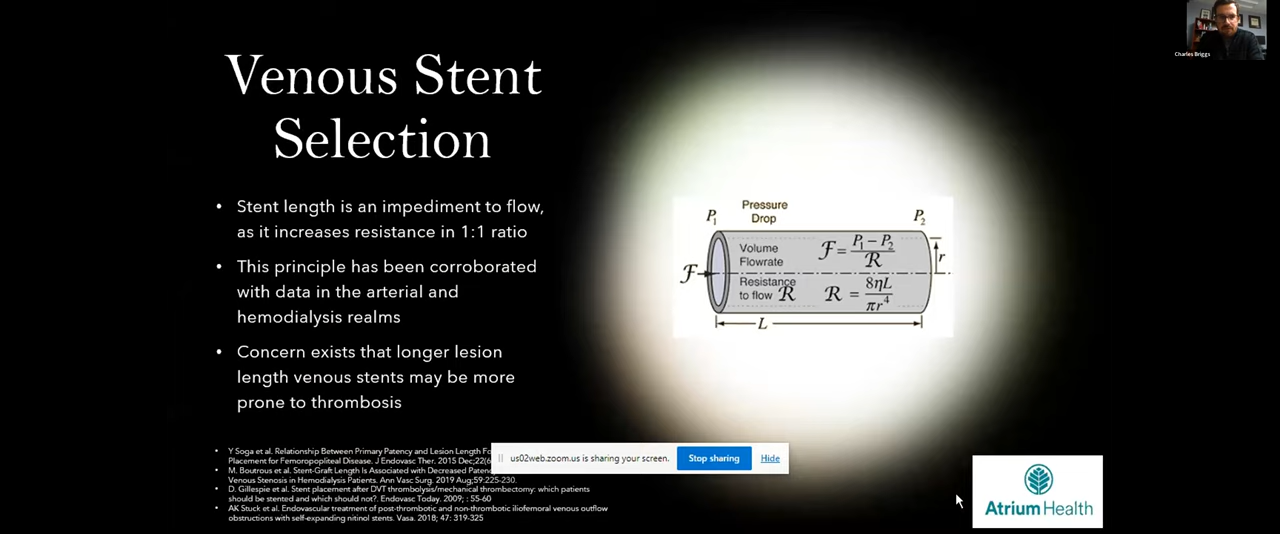 Venous Stent
Selection
• Stent length is an impediment to flow,
as it increases resistance in 1:1 ratio
• This principle has been corroborated
with data in the arterial and
hemodialysis realms
• Concern exists that longer lesion
length venous stents may be more
prone to thrombosis
• Y Soga et al. Relationship Between Primary Patency and Lesion Length
Placement for Femoropopliteal Disease. J Endovasc Ther. 2015 Dec;22(6
• M. Boutrous et al. Stent-Graft Length Is Associated with Decreased
Venous Stenosis in Hemodialysis Patients. Ann Vasc Surg. 2019 Aug;59:225-230.
• D. Gillespie et al. Stent placement after DVT thrombolysis/mechanical thrombectomy: which patients
should be stented and which should not?. Endovasc Today. 2009; : 55-60
• AK Stuck et al. Endovascular treatment of post-thrombotic and non-thrombotic iliofemoral venous outflow
obstructions with self-expanding nitinol stents. Vasa. 2018; 47: 319-325
P₁
Pressure
Drop
P₂
Volume
Flowrate
ℱ = (P₁ − P₂)/ℛ
r
ℱ
Resistance
to flow ℛ
ℛ = 8ηL/πr⁴
L
us02web.zoom.us is sharing your screen.
Stop sharing
Hide
Charles Briggs
Atrium Health